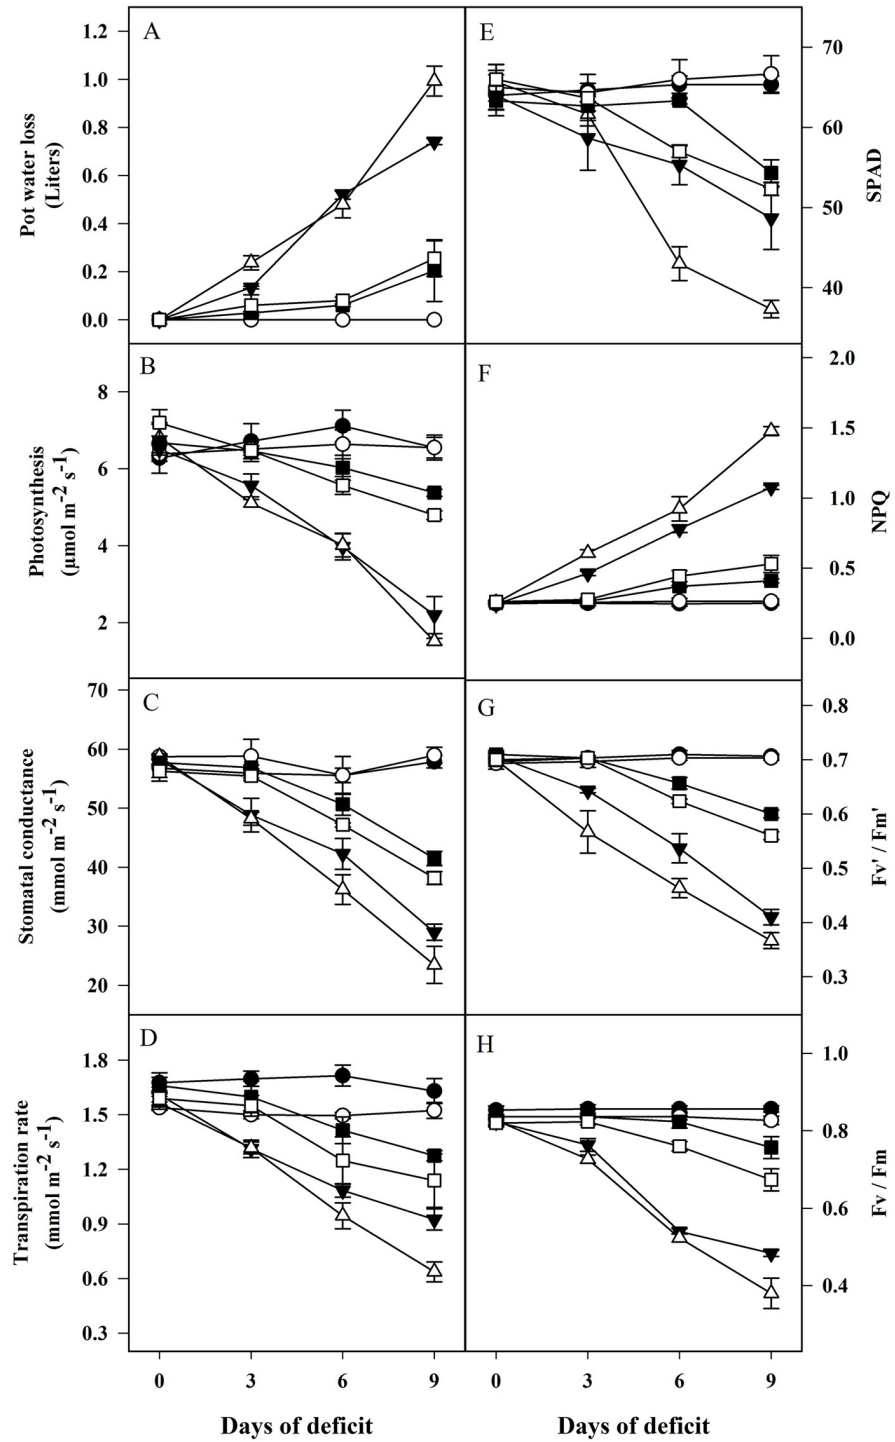 A
1.2
1.0
0.8
0.6
0.4
0.2
0.0
Pot water loss
(Liters)
E
70
60
50
40
SPAD
B
8
6
4
2
Photosynthesis
(µmol m⁻² s⁻¹)
F
2.0
1.5
1.0
0.5
0.0
NPQ
C
70
60
50
40
30
20
Stomatal conductance
(mmol m⁻² s⁻¹)
G
0.8
0.7
0.6
0.5
0.4
0.3
Fv' / Fm'
D
1.8
1.5
1.2
0.9
0.6
0.3
Transpiration rate
(mmol m⁻² s⁻¹)
H
1.0
0.8
0.6
0.4
Fv / Fm
0 3 6 9 0 3 6 9
Days of deficit Days of deficit